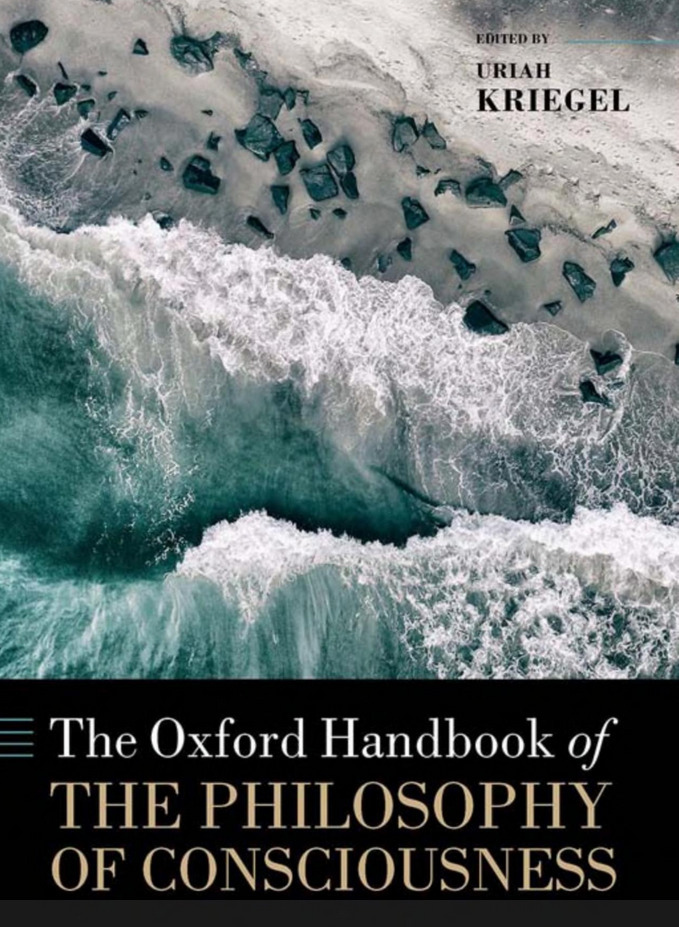 EDITED BY
URIAH
KRIEGEL
The Oxford Handbook of
THE PHILOSOPHY
OF CONSCIOUSNESS